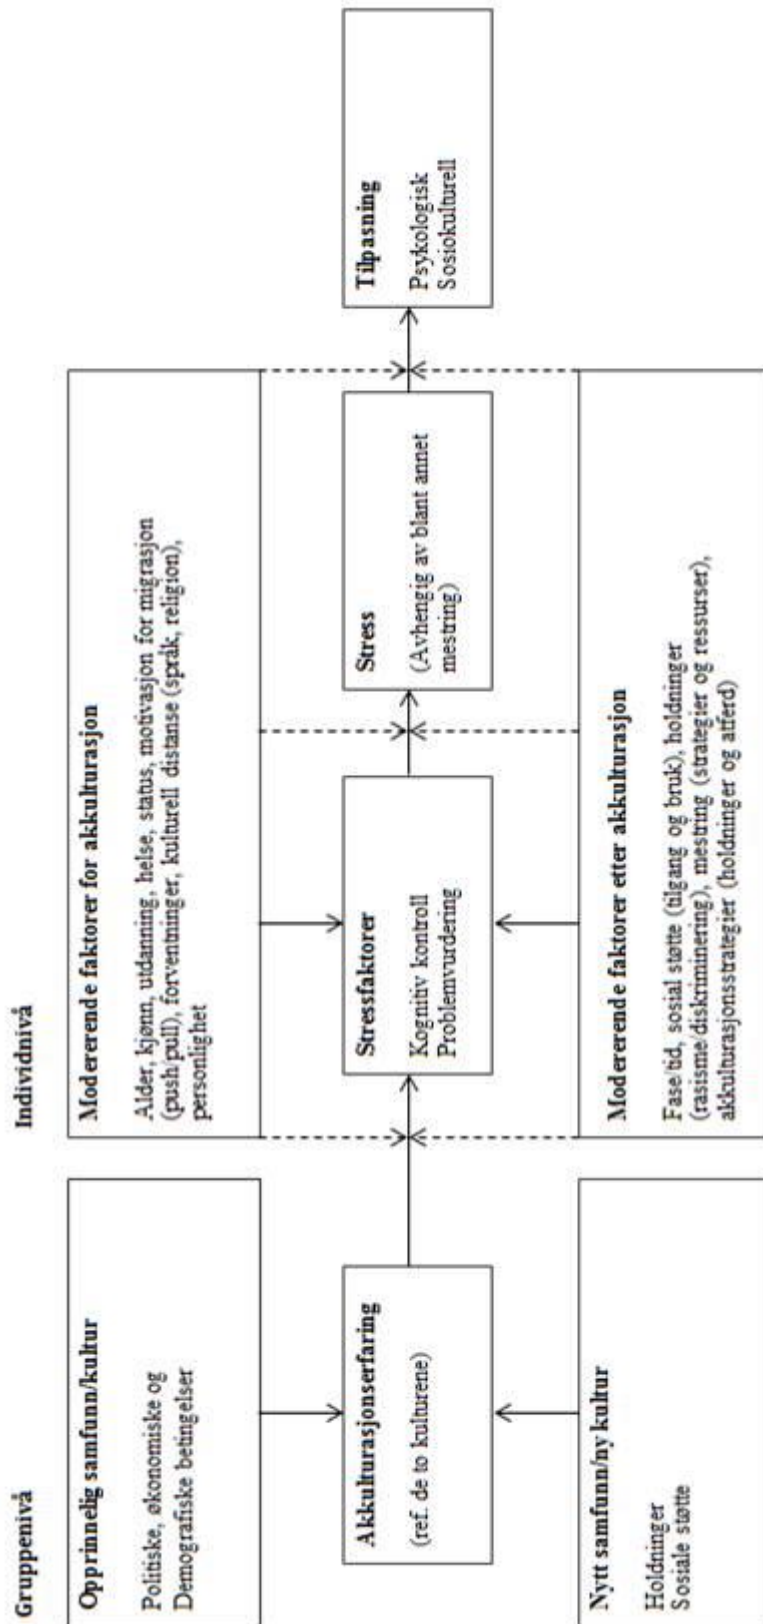 Gruppenivå
Individnivå
Opprinnelig samfunn/kultur
Politiske, økonomiske og
Demografiske betingelser
Modererende faktorer for akkulturasjon
Alder, kjønn, utdanning, helse, status, motivasjon for migrasjon
(push/pull), forventninger, kulturell distanse (språk, religion),
personlighet
Akkulturasjonserfaring
(ref. de to kulturene)
Stressfaktorer
Kognitiv kontroll
Problemvurdering
Stress
(Avhengig av blant annet
mestring)
Tilpasning
Psykologisk
Sosiokulturell
Nytt samfunn/ny kultur
Holdninger
Sosiale støtte
Modererende faktorer etter akkulturasjon
Fase/tid, sosial støtte (tilgang og bruk), holdninger
(rasisme/diskriminering), mestring (strategier og ressurser),
akkulturasjonsstrategier (holdninger og atferd)